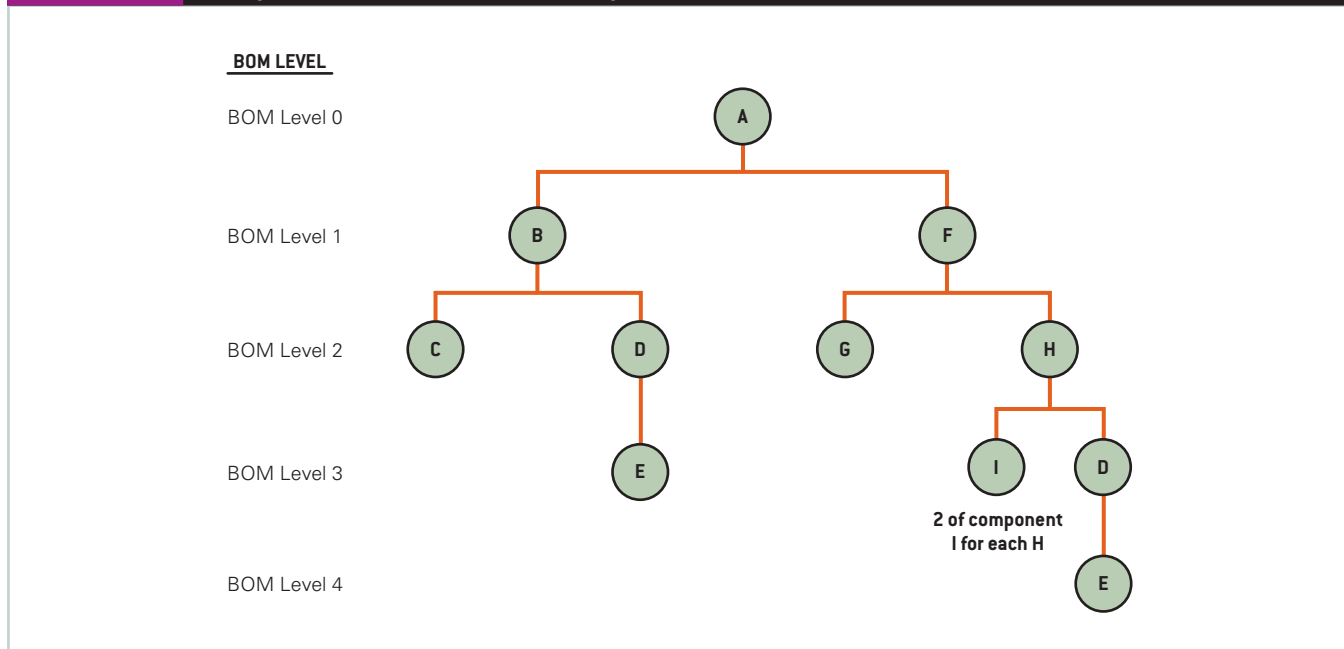 BOM LEVEL
BOM Level 0
A
BOM Level 1
B
F
BOM Level 2
C
D
G
H
BOM Level 3
E
I
D
2 of component
I for each H
BOM Level 4
E